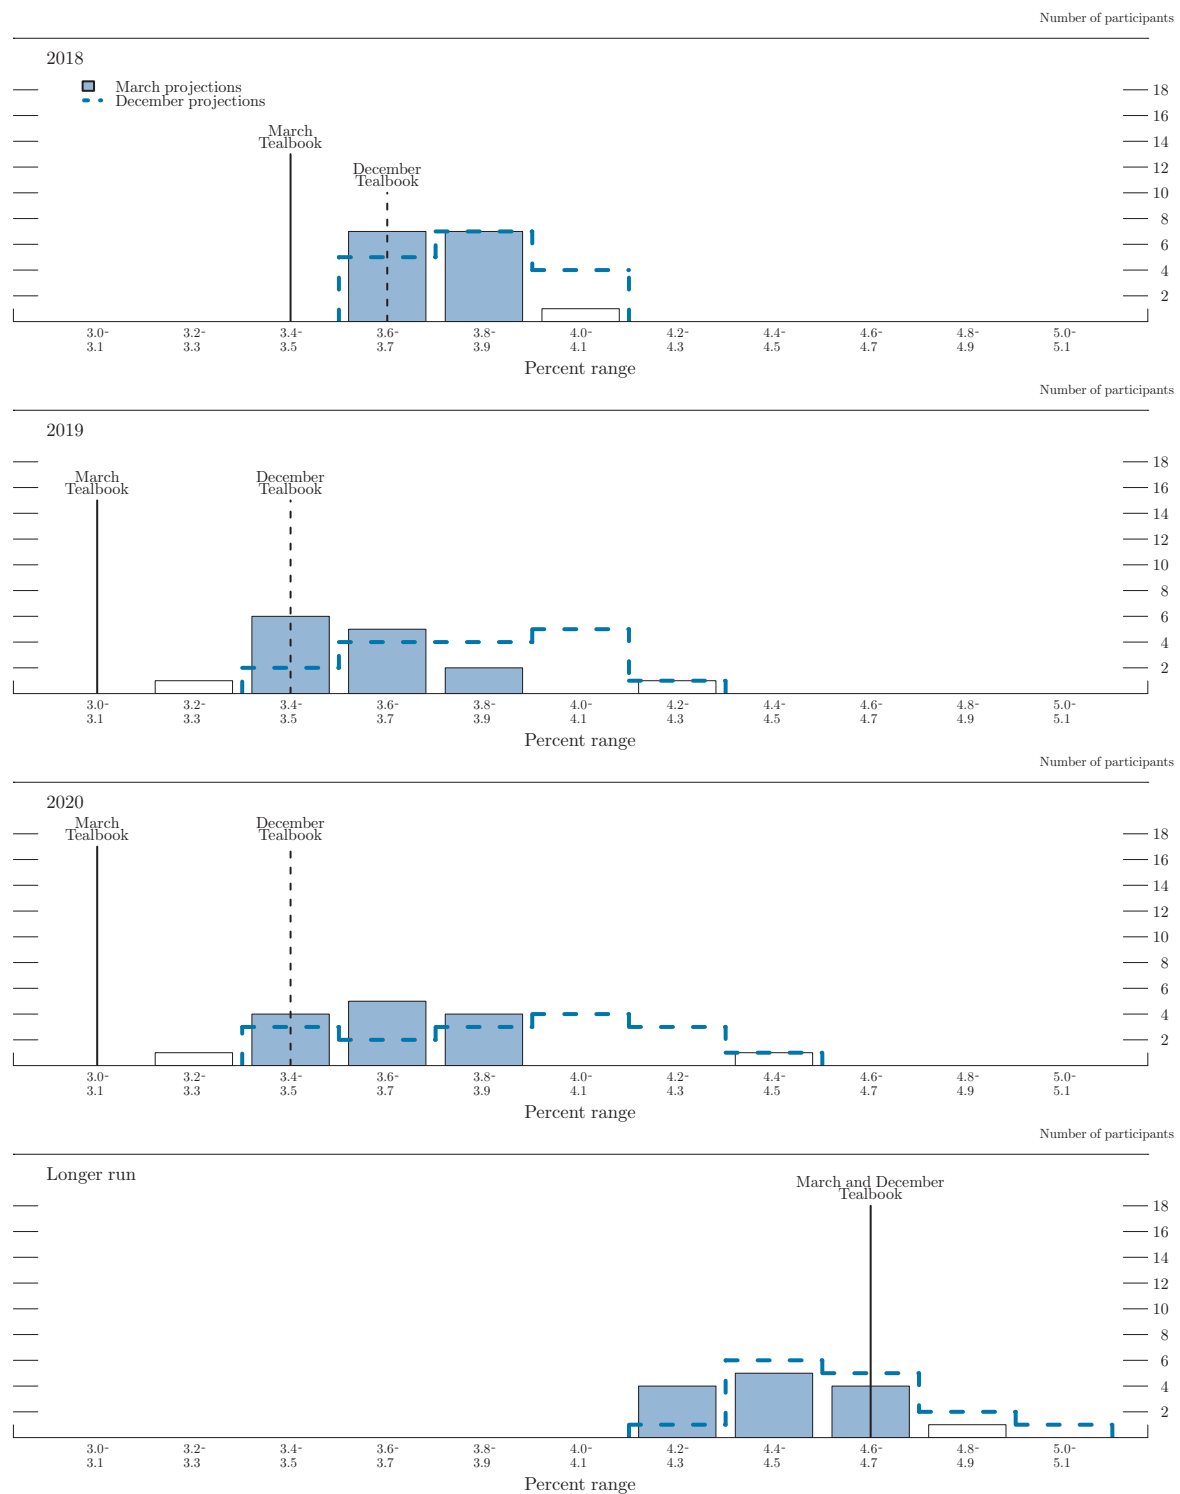 Number of participants
2018
March projections
December projections
March
Tealbook
December
Tealbook
18
16
14
12
10
8
6
4
2
3.0- 3.2- 3.4- 3.6- 3.8- 4.0- 4.2- 4.4- 4.6- 4.8- 5.0-
3.1 3.3 3.5 3.7 3.9 4.1 4.3 4.5 4.7 4.9 5.1
Percent range
Number of participants
2019
March
Tealbook
December
Tealbook
18
16
14
12
10
8
6
4
2
3.0- 3.2- 3.4- 3.6- 3.8- 4.0- 4.2- 4.4- 4.6- 4.8- 5.0-
3.1 3.3 3.5 3.7 3.9 4.1 4.3 4.5 4.7 4.9 5.1
Percent range
Number of participants
2020
March
Tealbook
December
Tealbook
18
16
14
12
10
8
6
4
2
3.0- 3.2- 3.4- 3.6- 3.8- 4.0- 4.2- 4.4- 4.6- 4.8- 5.0-
3.1 3.3 3.5 3.7 3.9 4.1 4.3 4.5 4.7 4.9 5.1
Percent range
Number of participants
Longer run
March and December
Tealbook
18
16
14
12
10
8
6
4
2
3.0- 3.2- 3.4- 3.6- 3.8- 4.0- 4.2- 4.4- 4.6- 4.8- 5.0-
3.1 3.3 3.5 3.7 3.9 4.1 4.3 4.5 4.7 4.9 5.1
Percent range